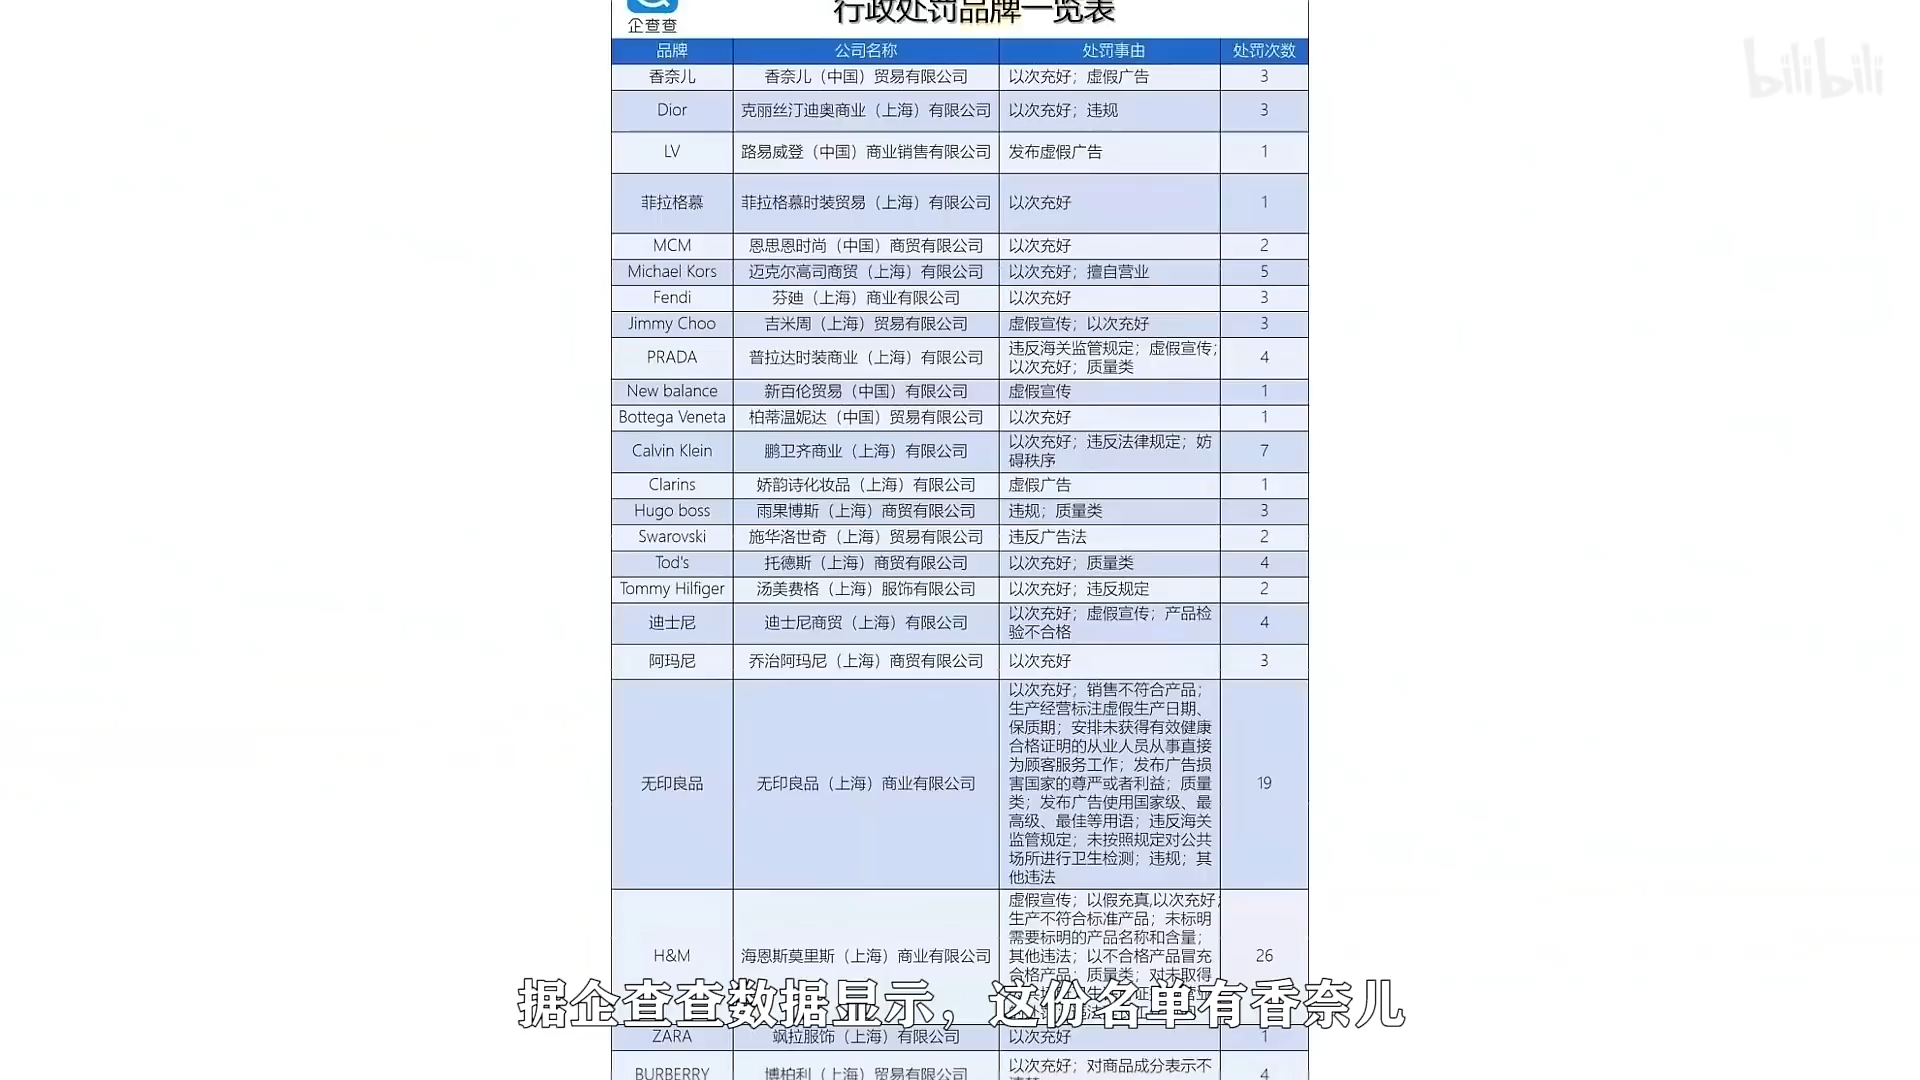 行政处罚品牌一览表
企查查
bilibili
品牌 公司名称 处罚事由 处罚次数
香奈儿 香奈儿（中国）贸易有限公司 以次充好；虚假广告 3
Dior 克丽丝汀迪奥商业（上海）有限公司 以次充好；违规 3
LV 路易威登（中国）商业销售有限公司 发布虚假广告 1
菲拉格慕 菲拉格慕时装贸易（上海）有限公司 以次充好 1
MCM 恩思恩时尚（中国）商贸有限公司 以次充好 2
Michael Kors 迈克尔高司商贸（上海）有限公司 以次充好；擅自营业 5
Fendi 芬迪（上海）商业有限公司 以次充好 3
Jimmy Choo 吉米周（上海）贸易有限公司 虚假宣传；以次充好 3
PRADA 普拉达时装商业（上海）有限公司 违反海关监管规定；虚假宣传；
以次充好；质量类 4
New balance 新百伦贸易（中国）有限公司 虚假宣传 1
Bottega Veneta 柏蒂温妮达（中国）贸易有限公司 以次充好 1
Calvin Klein 鹏卫齐商业（上海）有限公司 以次充好；违反法律规定；妨
碍秩序 7
Clarins 娇韵诗化妆品（上海）有限公司 虚假广告 1
Hugo boss 雨果博斯（上海）商贸有限公司 违规；质量类 3
Swarovski 施华洛世奇（上海）贸易有限公司 违反广告法 2
Tod's 托德斯（上海）商贸有限公司 以次充好；质量类 4
Tommy Hilfiger 汤美费格（上海）服饰有限公司 以次充好；违反规定 2
迪士尼 迪士尼商贸（上海）有限公司 以次充好；虚假宣传；产品检
验不合格 4
阿玛尼 乔治阿玛尼（上海）商贸有限公司 以次充好 3
无印良品 无印良品（上海）商业有限公司 以次充好；销售不符合产品；
生产经营标注虚假生产日期、
保质期；安排未获得有效健康
合格证明的从业人员从事直接
为顾客服务工作；发布广告损
害国家的尊严或者利益；质量
类；发布广告使用国家级、最
高级、最佳等用语；违反海关
监管规定；未按照规定对公共
场所进行卫生检测；违规；其
他违法 19
H&M 海恩斯莫里斯（上海）商业有限公司 虚假宣传；以假充真,以次充好；
生产不符合标准产品；未标明
需要标明的产品名称和含量；
其他违法；以不合格产品冒充
合格产品；质量类；对未取得 26
据企查查数据显示，这份名单有香奈儿
ZARA 飒拉服饰（上海）有限公司 以次充好 1
BURBERRY 博柏利（上海）贸易有限公司 以次充好；对商品成分表示不 4